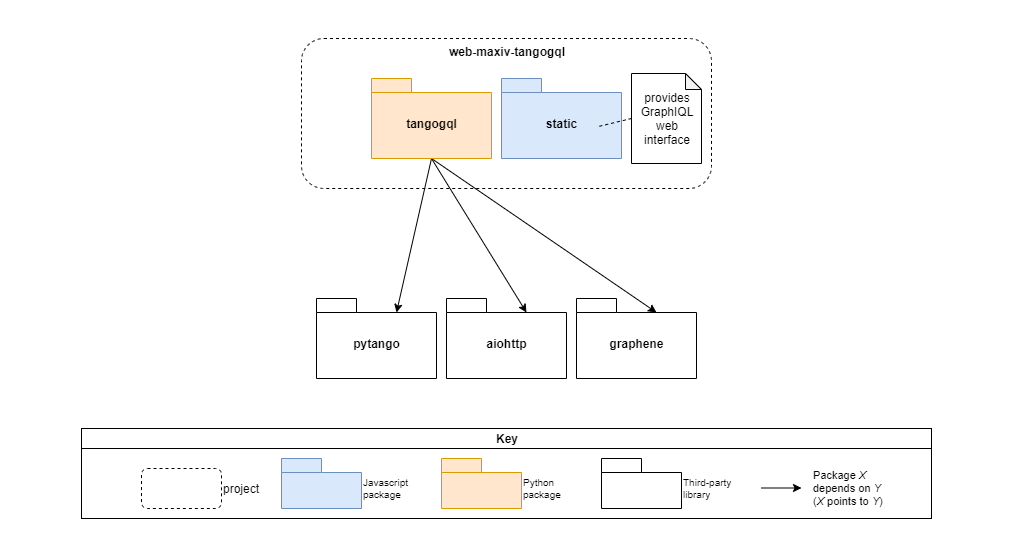 web-maxiv-tangogql
tangogql
static
provides
GraphIQL
web
interface
pytango
aiohttp
graphene
Key
project
Javascript
package
Python
package
Third-party
library
Package X
depends on Y
(X points to Y)